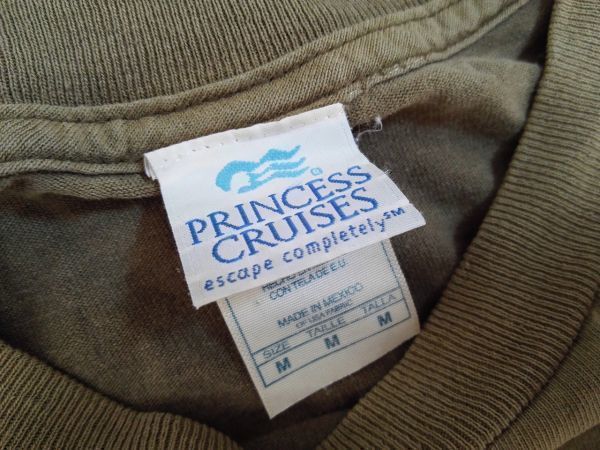 PRINCESS
CRUISES
escape completely℠
CON TELA DE E.U.
MADE IN MEXICO
OF USA FABRIC
SIZE TAILLE TALLA
M M M